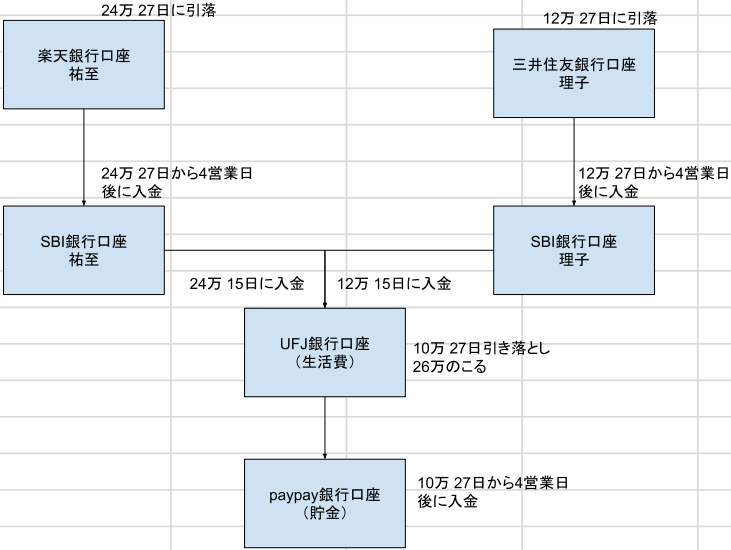 24万 27日に引落
12万 27日に引落
楽天銀行口座
祐至
三井住友銀行口座
理子
24万 27日から4営業日
後に入金
12万 27日から4営業日
後に入金
SBI銀行口座
祐至
SBI銀行口座
理子
24万 15日に入金
12万 15日に入金
UFJ銀行口座
（生活費）
10万 27日引き落とし
26万のこる
paypay銀行口座
（貯金）
10万 27日から4営業日
後に入金